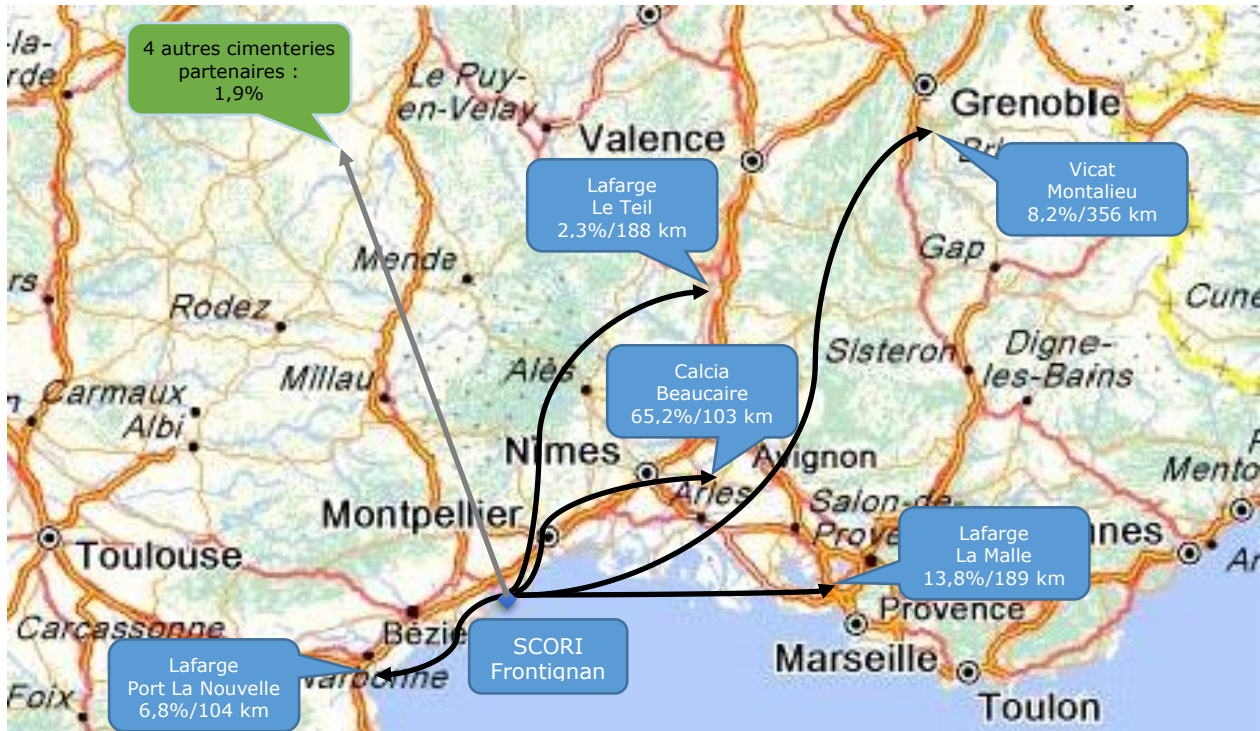 4 autres cimenteries
partenaires :
1,9%
Le Puy-
en-Velay
Valence
Grenoble
Lafarge
Le Teil
2,3%/188 km
Vicat
Montalieu
8,2%/356 km
Mende
Gap
Rodez
Sisteron
Digne-
les-Bains
Millau
Alès
Calcia
Beaucaire
65,2%/103 km
Carmaux
Albi
Nîmes
Avignon
Arles
Salon-de-
Montpellier
Toulouse
Lafarge
La Malle
13,8%/189 km
Provence
Carcassonne
Marseille
SCORI
Frontignan
Lafarge
Port La Nouvelle
6,8%/104 km
Narbonne
Foix
Toulon